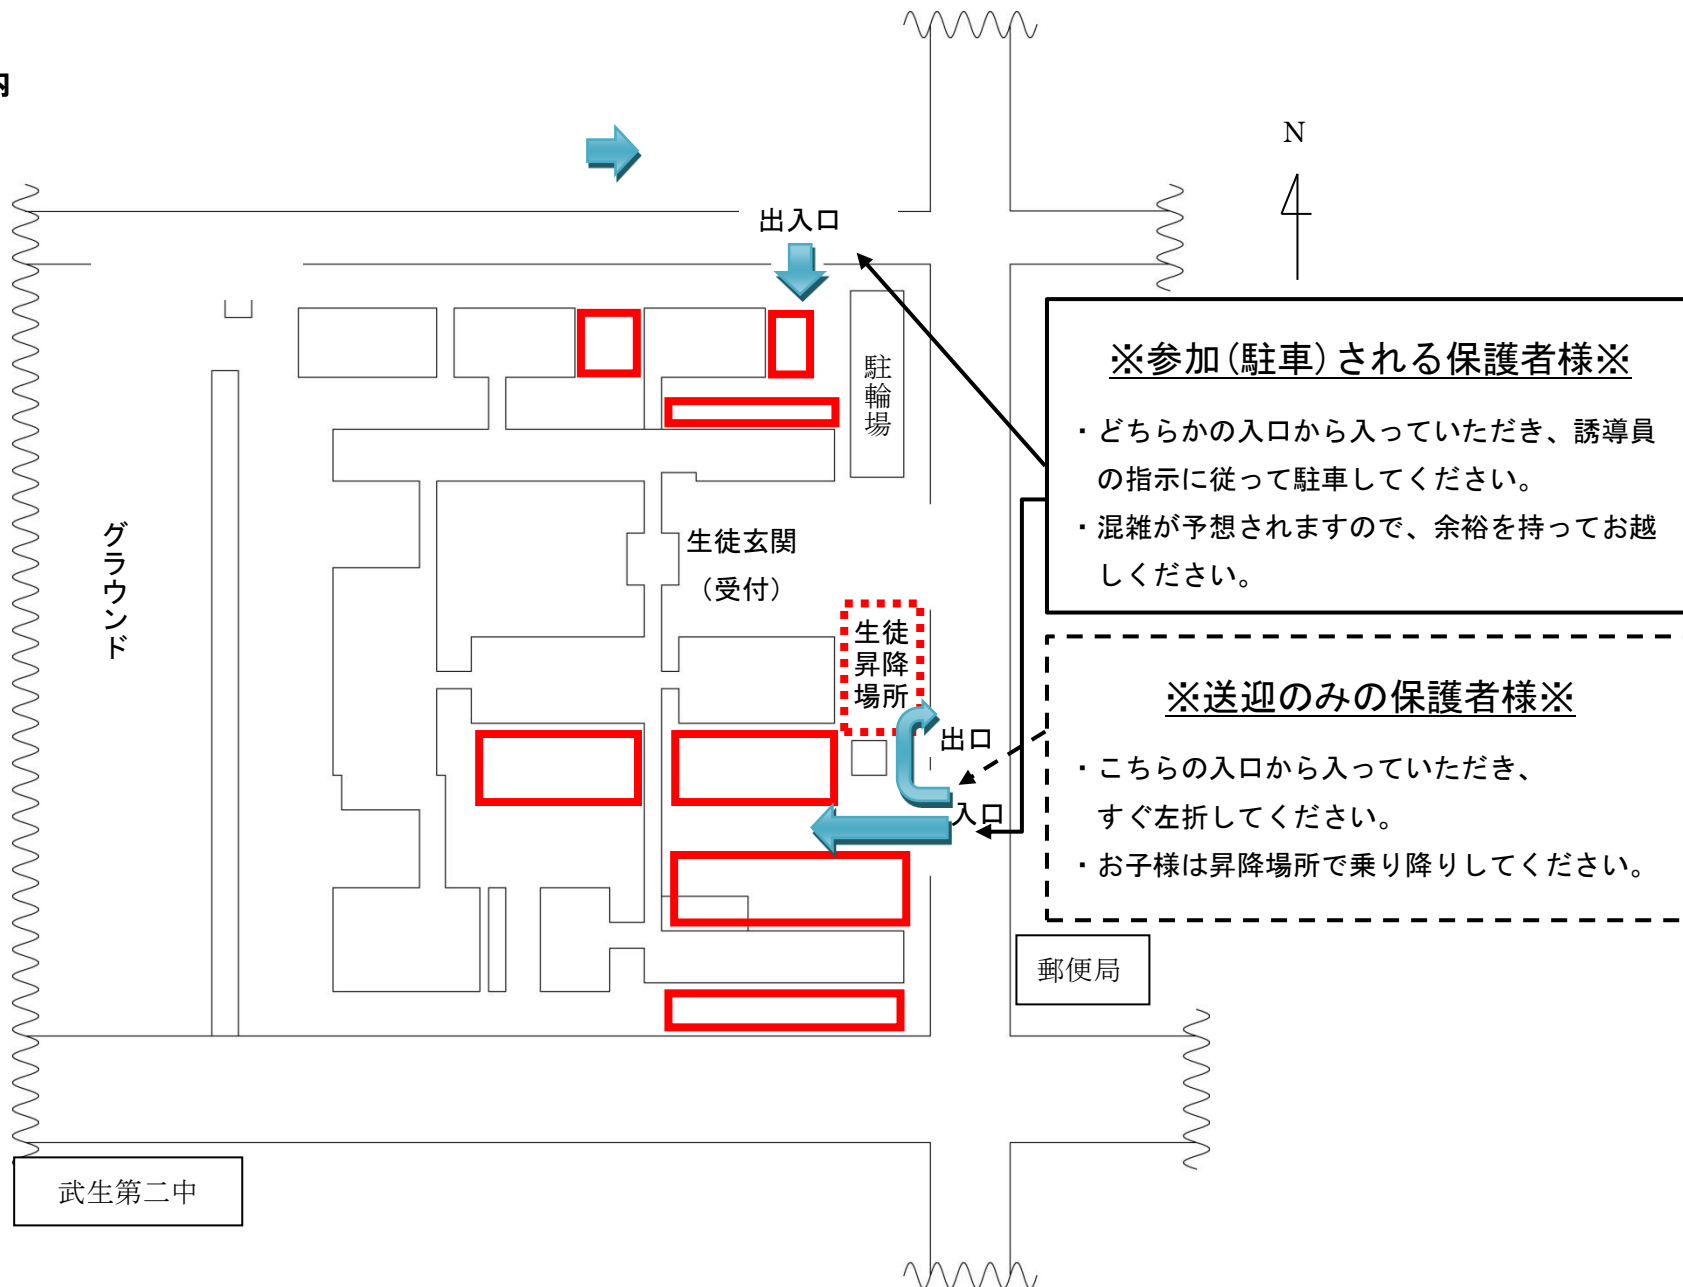 内
N
出入口
駐輪場
※参加(駐車)される保護者様※
・どちらかの入口から入っていただき、誘導員
の指示に従って駐車してください。
・混雑が予想されますので、余裕を持ってお越
しください。
グラウンド
生徒玄関
（受付）
生徒
昇降
場所
※送迎のみの保護者様※
・こちらの入口から入っていただき、
すぐ左折してください。
・お子様は昇降場所で乗り降りしてください。
出口
入口
郵便局
武生第二中